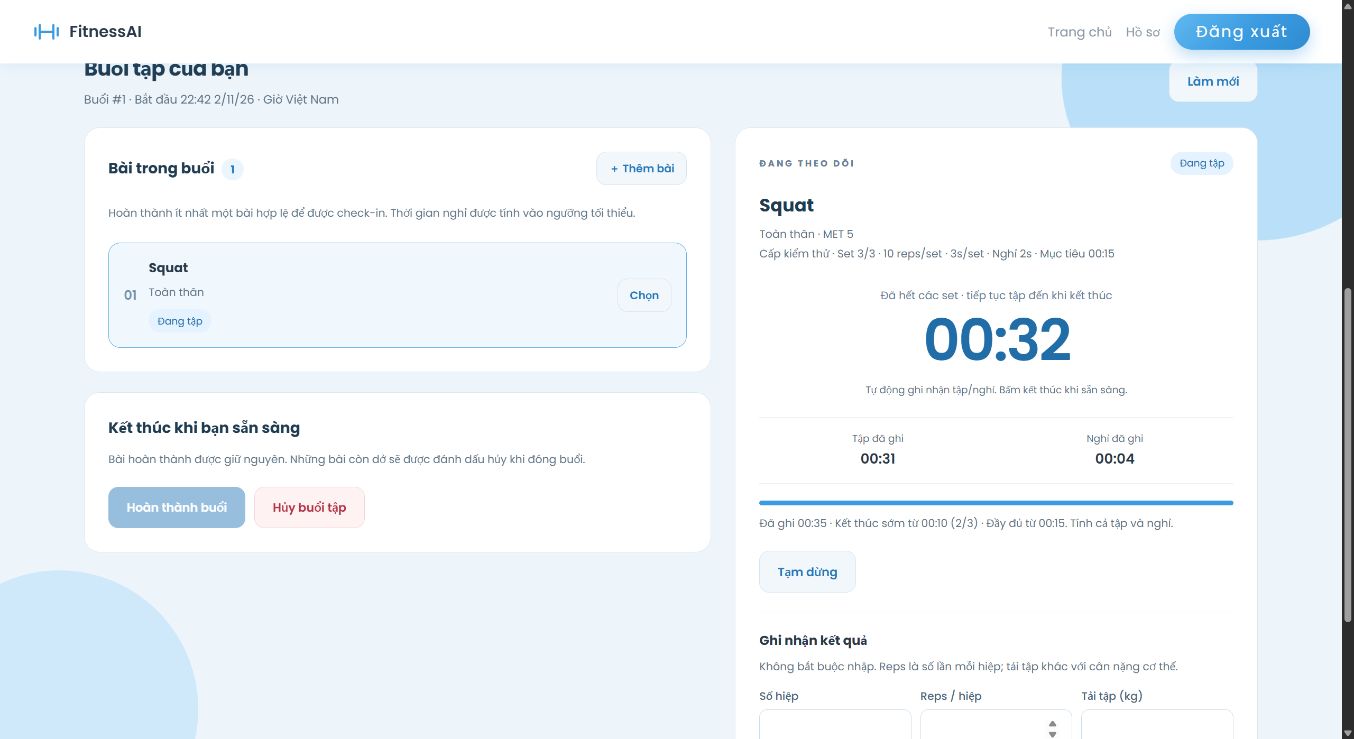 FitnessAI
Trang chủ
Hồ sơ
Đăng xuất
Buổi tập của bạn
Buổi #1 · Bắt đầu 22:42 2/11/26 · Giờ Việt Nam
Làm mới
Bài trong buổi 1
+ Thêm bài
Hoàn thành ít nhất một bài hợp lệ để được check-in. Thời gian nghỉ được tính vào ngưỡng tối thiểu.
01
Squat
Toàn thân
Đang tập
Chọn
Kết thúc khi bạn sẵn sàng
Bài hoàn thành được giữ nguyên. Những bài còn dở sẽ được đánh dấu hủy khi đóng buổi.
Hoàn thành buổi
Hủy buổi tập
ĐANG THEO DÕI
Đang tập
Squat
Toàn thân · MET 5
Cấp kiểm thử · Set 3/3 · 10 reps/set · 3s/set · Nghỉ 2s · Mục tiêu 00:15
Đã hết các set · tiếp tục tập đến khi kết thúc
00:32
Tự động ghi nhận tập/nghỉ. Bấm kết thúc khi sẵn sàng.
Tập đã ghi
00:31
Nghỉ đã ghi
00:04
Đã ghi 00:35 · Kết thúc sớm từ 00:10 (2/3) · Đầy đủ từ 00:15. Tính cả tập và nghỉ.
Tạm dừng
Ghi nhận kết quả
Không bắt buộc nhập. Reps là số lần mỗi hiệp; tải tập khác với cân nặng cơ thể.
Số hiệp
Reps / hiệp
Tải tập (kg)